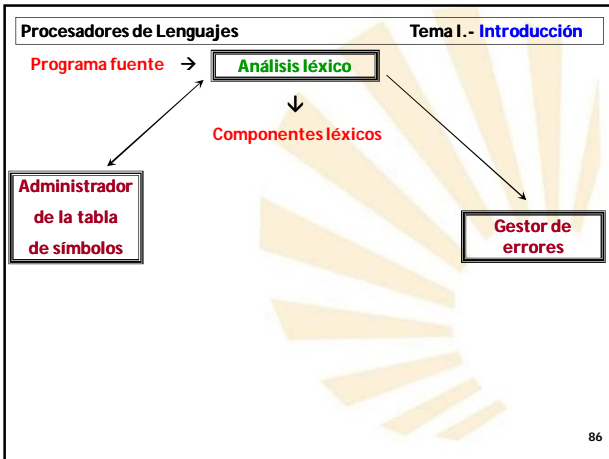 Procesadores de Lenguajes Tema I.- Introducción
Programa fuente → Análisis léxico
↓
Componentes léxicos
Administrador
de la tabla
de símbolos
Gestor de
errores
86